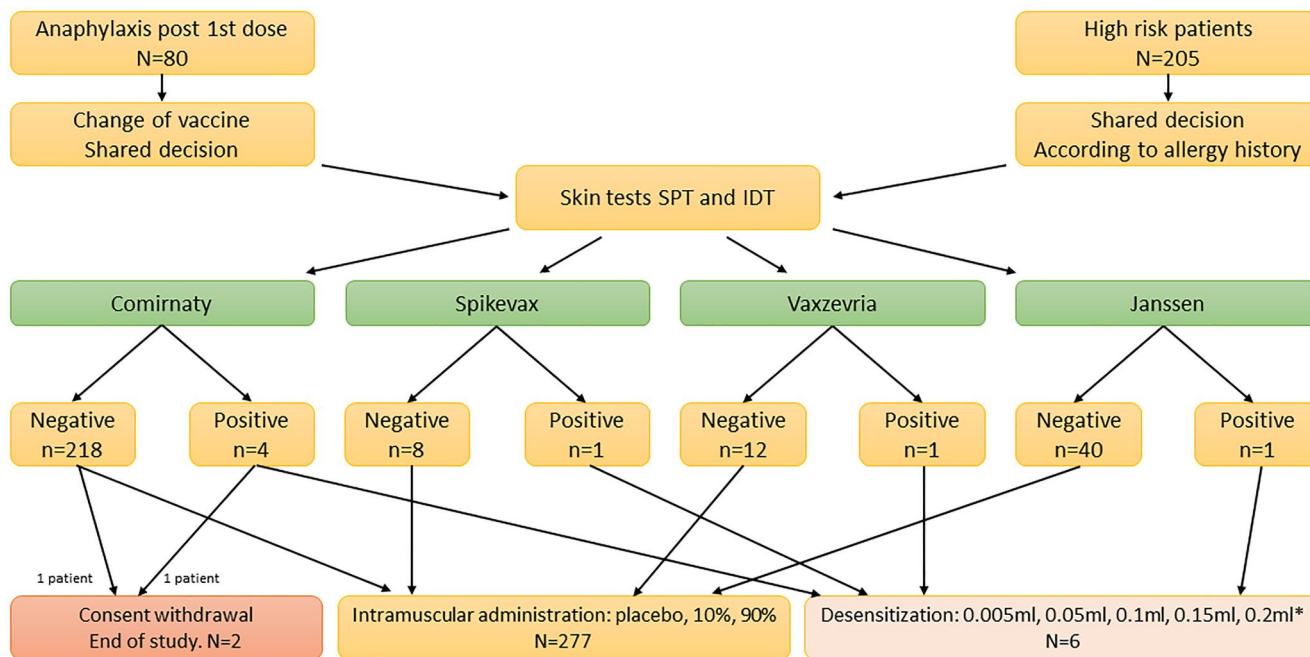 Anaphylaxis post 1st dose
N=80
High risk patients
N=205
Change of vaccine
Shared decision
Shared decision
According to allergy history
Skin tests SPT and IDT
Comirnaty
Spikevax
Vaxzevria
Janssen
Negative
n=218
Positive
n=4
Negative
n=8
Positive
n=1
Negative
n=12
Positive
n=1
Negative
n=40
Positive
n=1
1 patient
1 patient
Consent withdrawal
End of study. N=2
Intramuscular administration: placebo, 10%, 90%
N=277
Desensitization: 0.005ml, 0.05ml, 0.1ml, 0.15ml, 0.2ml*
N=6